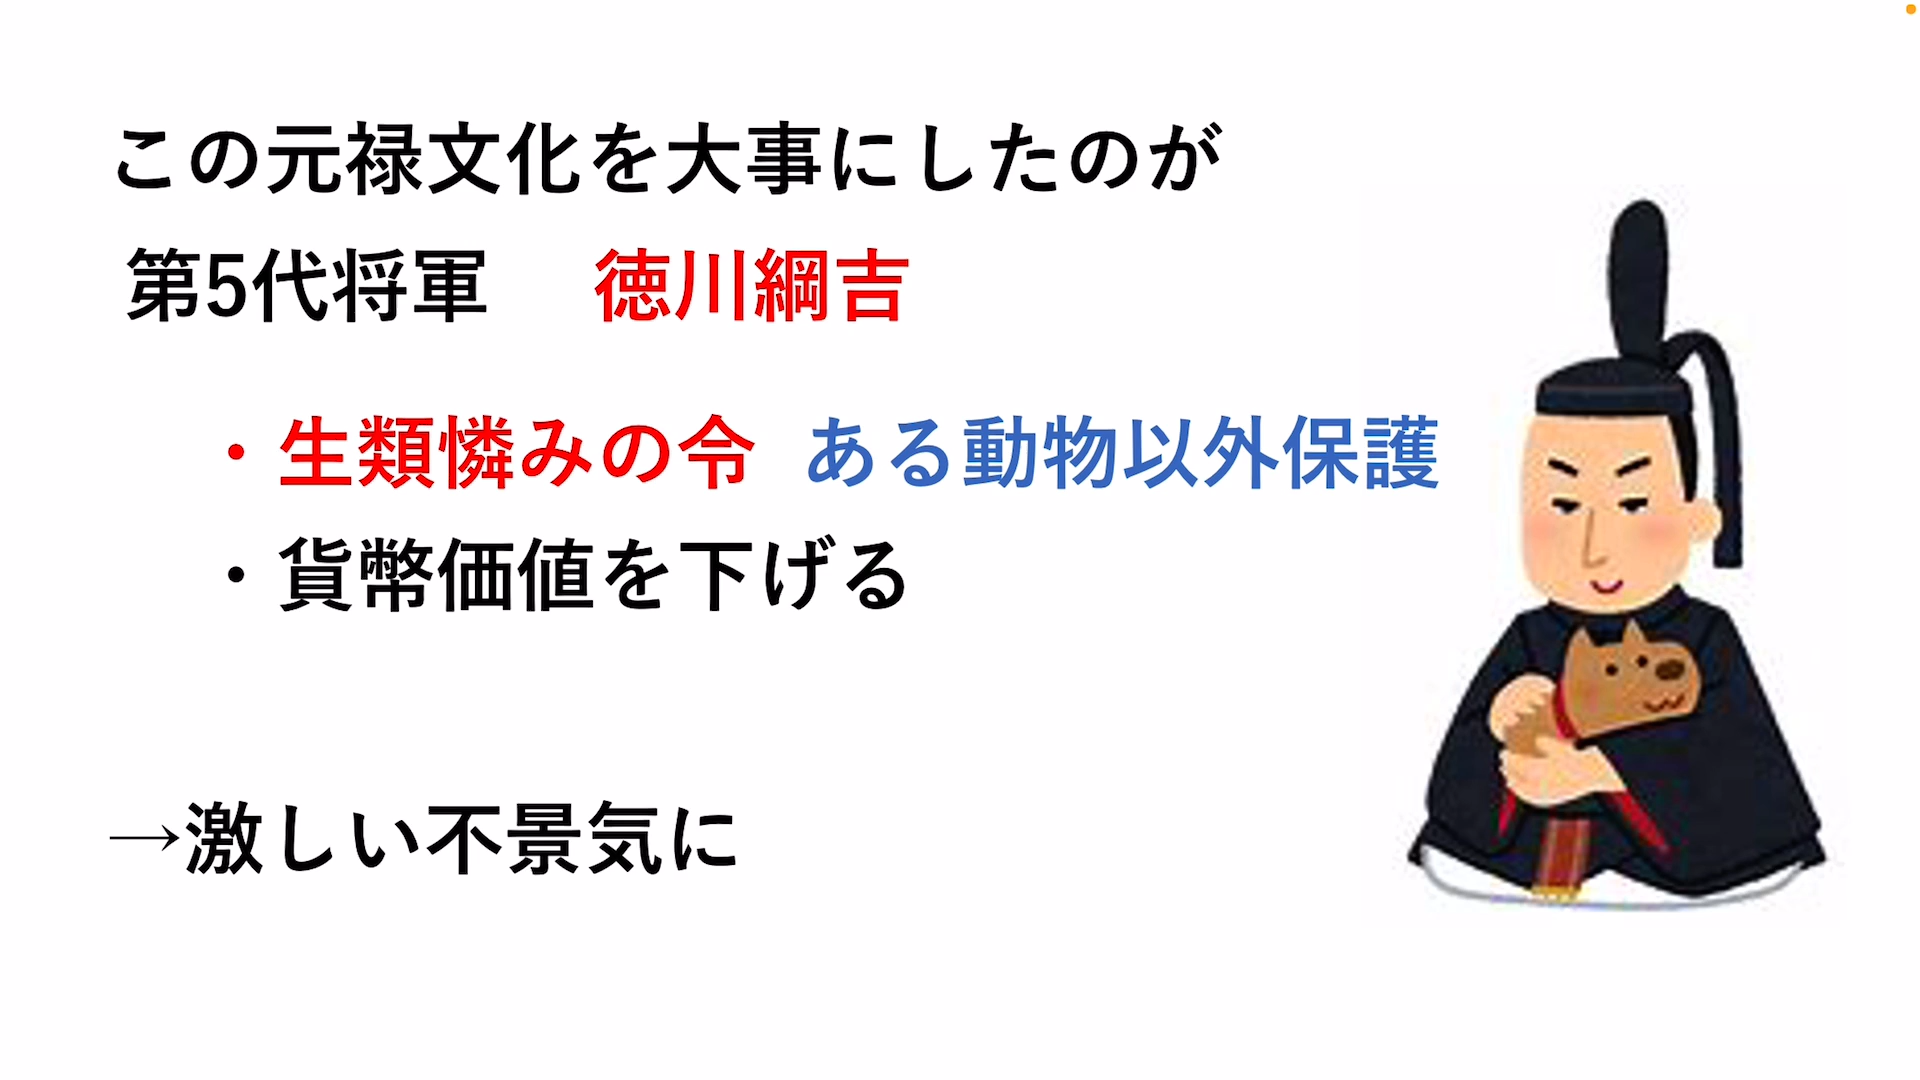 この元禄文化を大事にしたのが
第5代将軍　徳川綱吉
・生類憐みの令 ある動物以外保護
・貨幣価値を下げる
→激しい不景気に